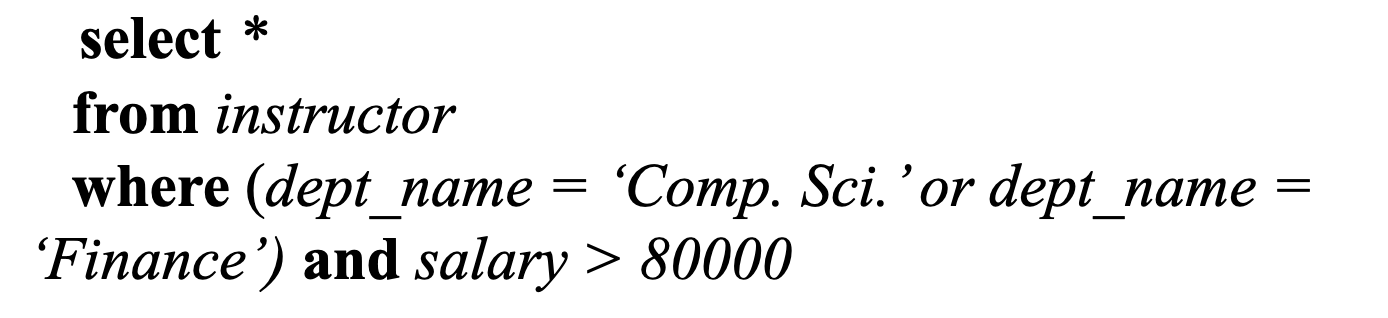 select *
from instructor
where (dept_name = ‘Comp. Sci.’ or dept_name =
‘Finance’) and salary > 80000